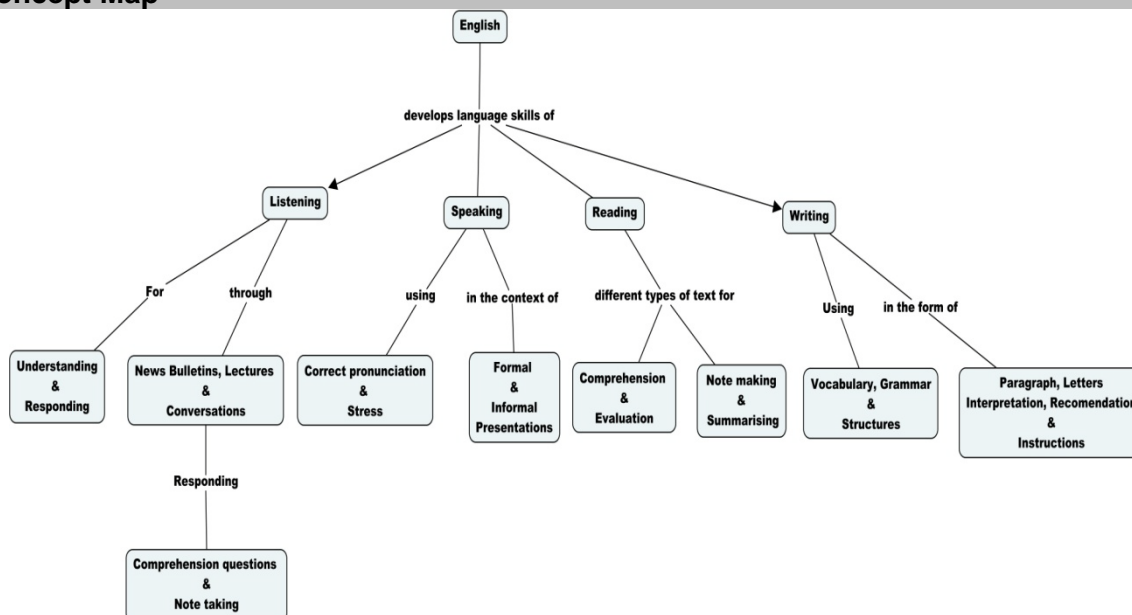 English
develops language skills of
Listening
Speaking
Reading
Writing
For
through
using
in the context of
different types of text for
Using
in the form of
Understanding
&
Responding
News Bulletins, Lectures
&
Conversations
Correct pronunciation
&
Stress
Formal
&
Informal
Presentations
Comprehension
&
Evaluation
Note making
&
Summarising
Vocabulary, Grammar
&
Structures
Paragraph, Letters
Interpretation, Recomendation
&
Instructions
Responding
Comprehension questions
&
Note taking